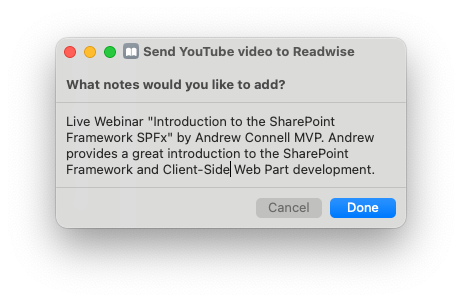 Send YouTube video to Readwise
What notes would you like to add?
Live Webinar "Introduction to the SharePoint
Framework SPFx" by Andrew Connell MVP. Andrew
provides a great introduction to the SharePoint
Framework and Client-Side Web Part development.
Cancel
Done